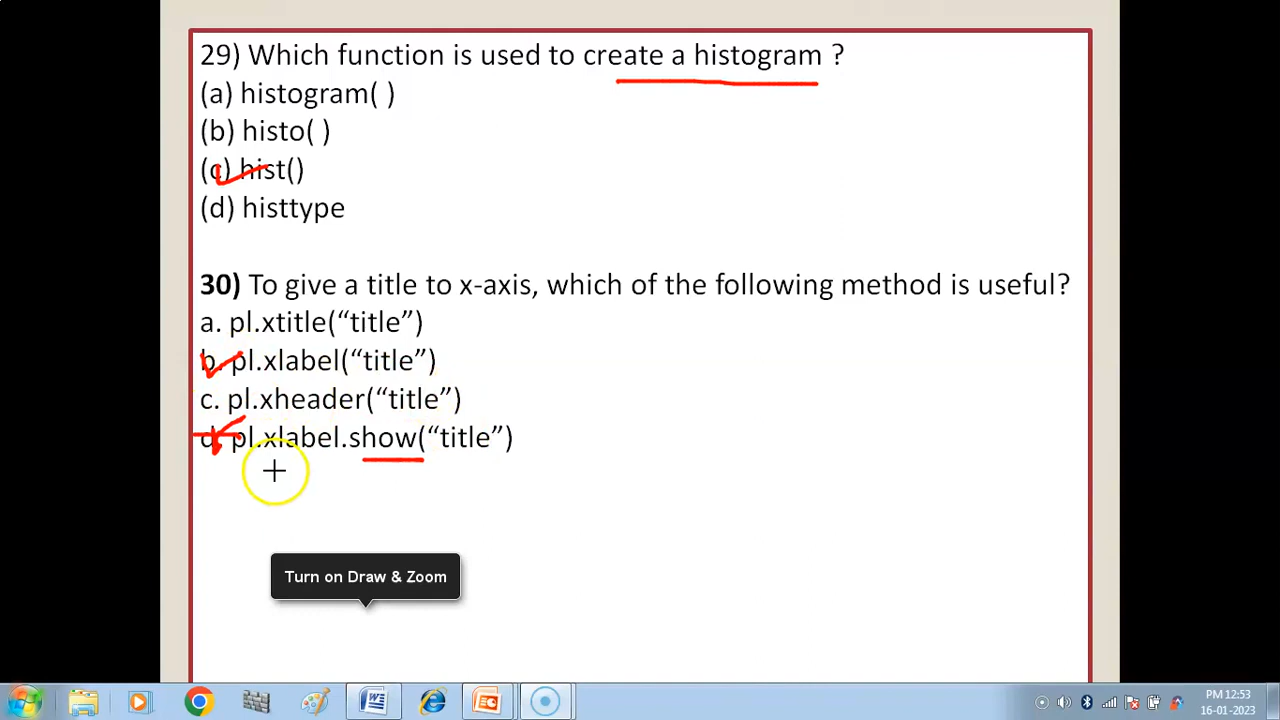 29) Which function is used to create a histogram ?
(a) histogram( )
(b) histo( )
(c) hist()
(d) histtype
30) To give a title to x-axis, which of the following method is useful?
a. pl.xtitle(“title”)
b. pl.xlabel(“title”)
c. pl.xheader(“title”)
d. pl.xlabel.show(“title”)
Turn on Draw & Zoom
PM 12:53
16-01-2023